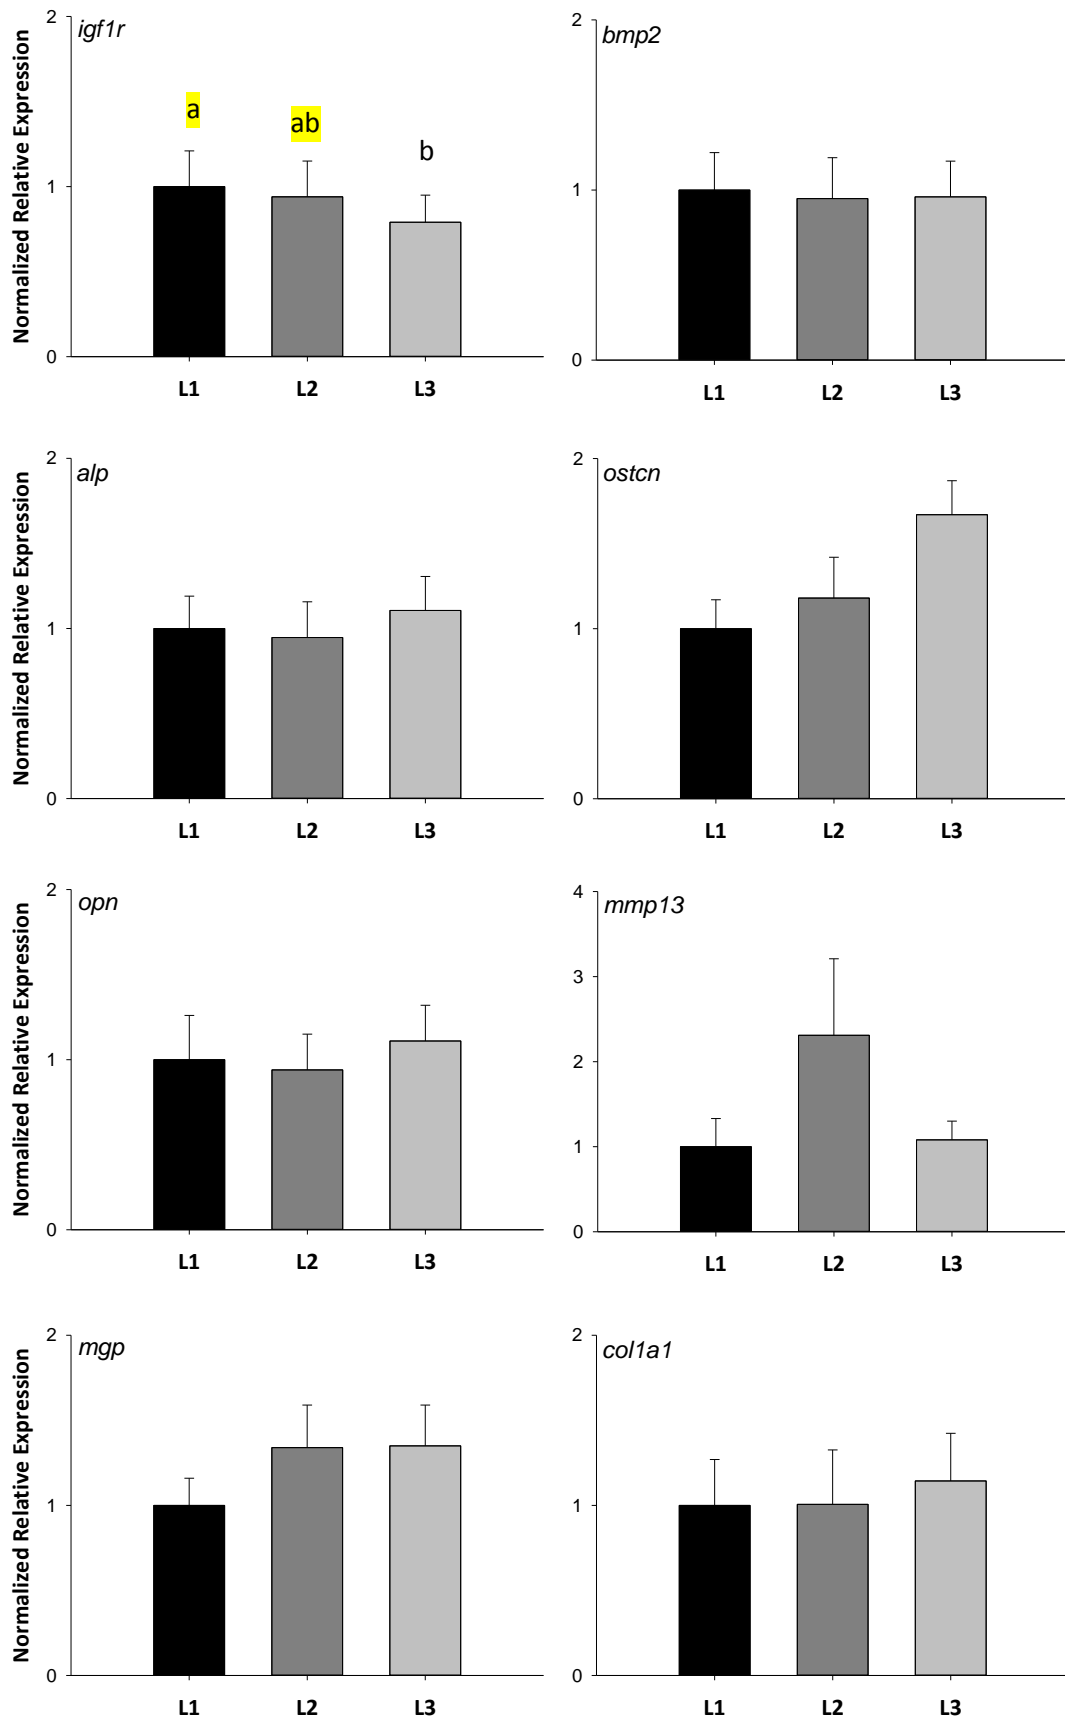 2
igf1r
a
ab
b
1
0
Normalized Relative Expression
L1
L2
L3
2
bmp2
1
0
L1
L2
L3
2
alp
1
0
Normalized Relative Expression
L1
L2
L3
2
ostcn
1
0
L1
L2
L3
2
opn
1
0
Normalized Relative Expression
L1
L2
L3
4
mmp13
3
2
1
0
L1
L2
L3
2
mgp
1
0
Normalized Relative Expression
L1
L2
L3
2
col1a1
1
0
L1
L2
L3